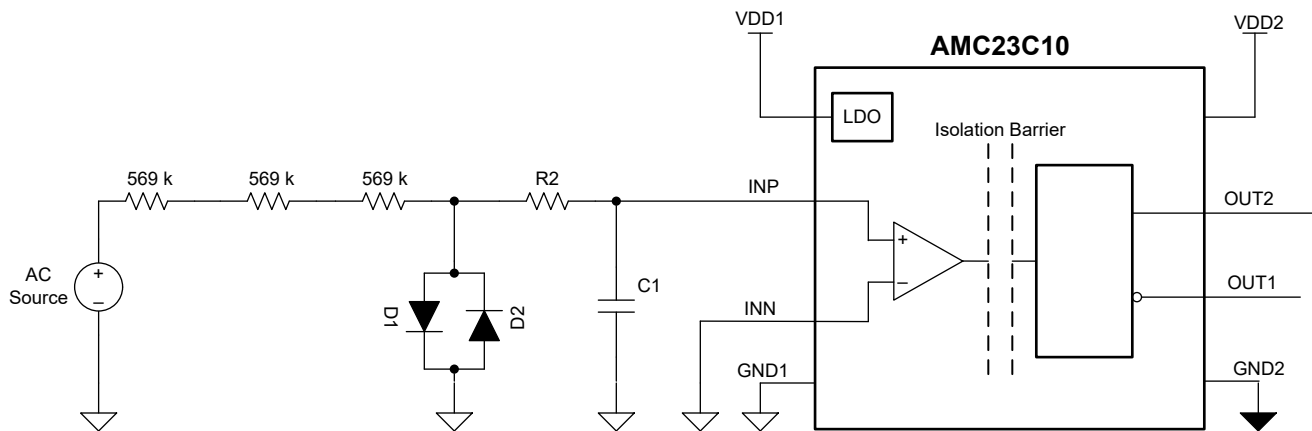 VDD1
VDD2
AMC23C10
LDO
Isolation Barrier
569 k
569 k
569 k
R2
INP
OUT2
+
AC
Source
+
−
D1
D2
C1
−
INN
OUT1
GND1
GND2